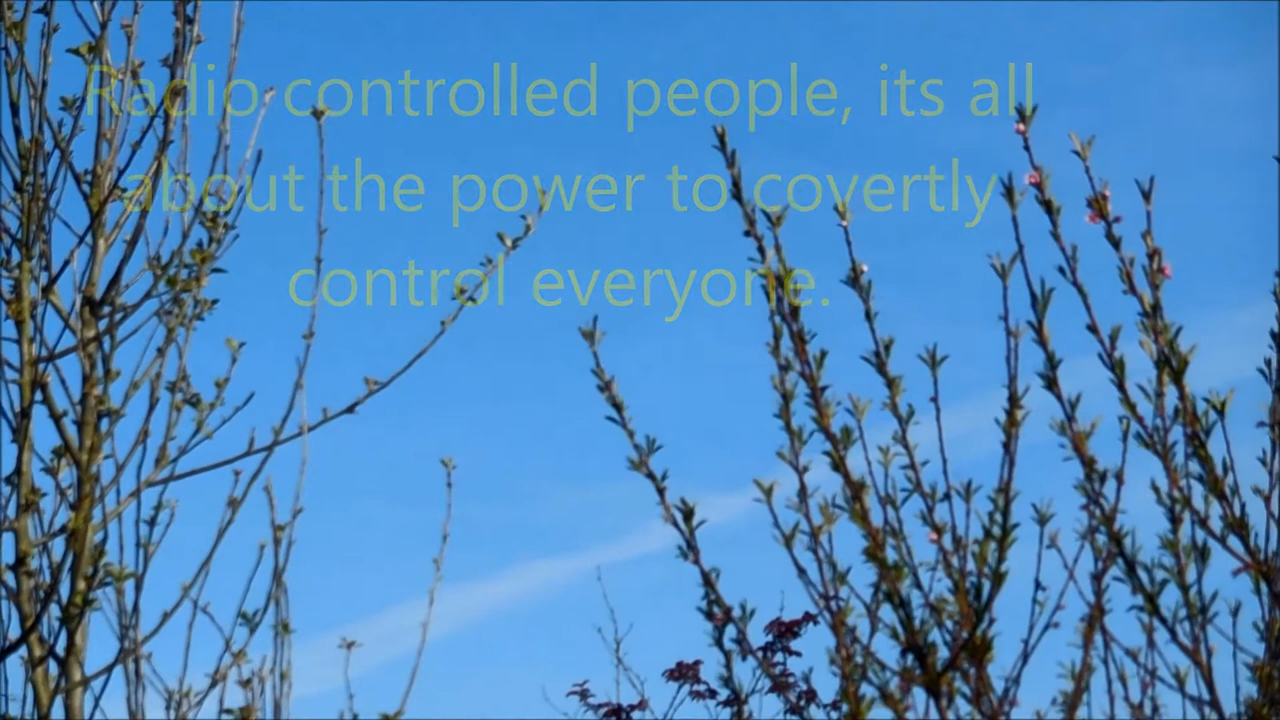 Radio controlled people, its all
about the power to covertly
control everyone.